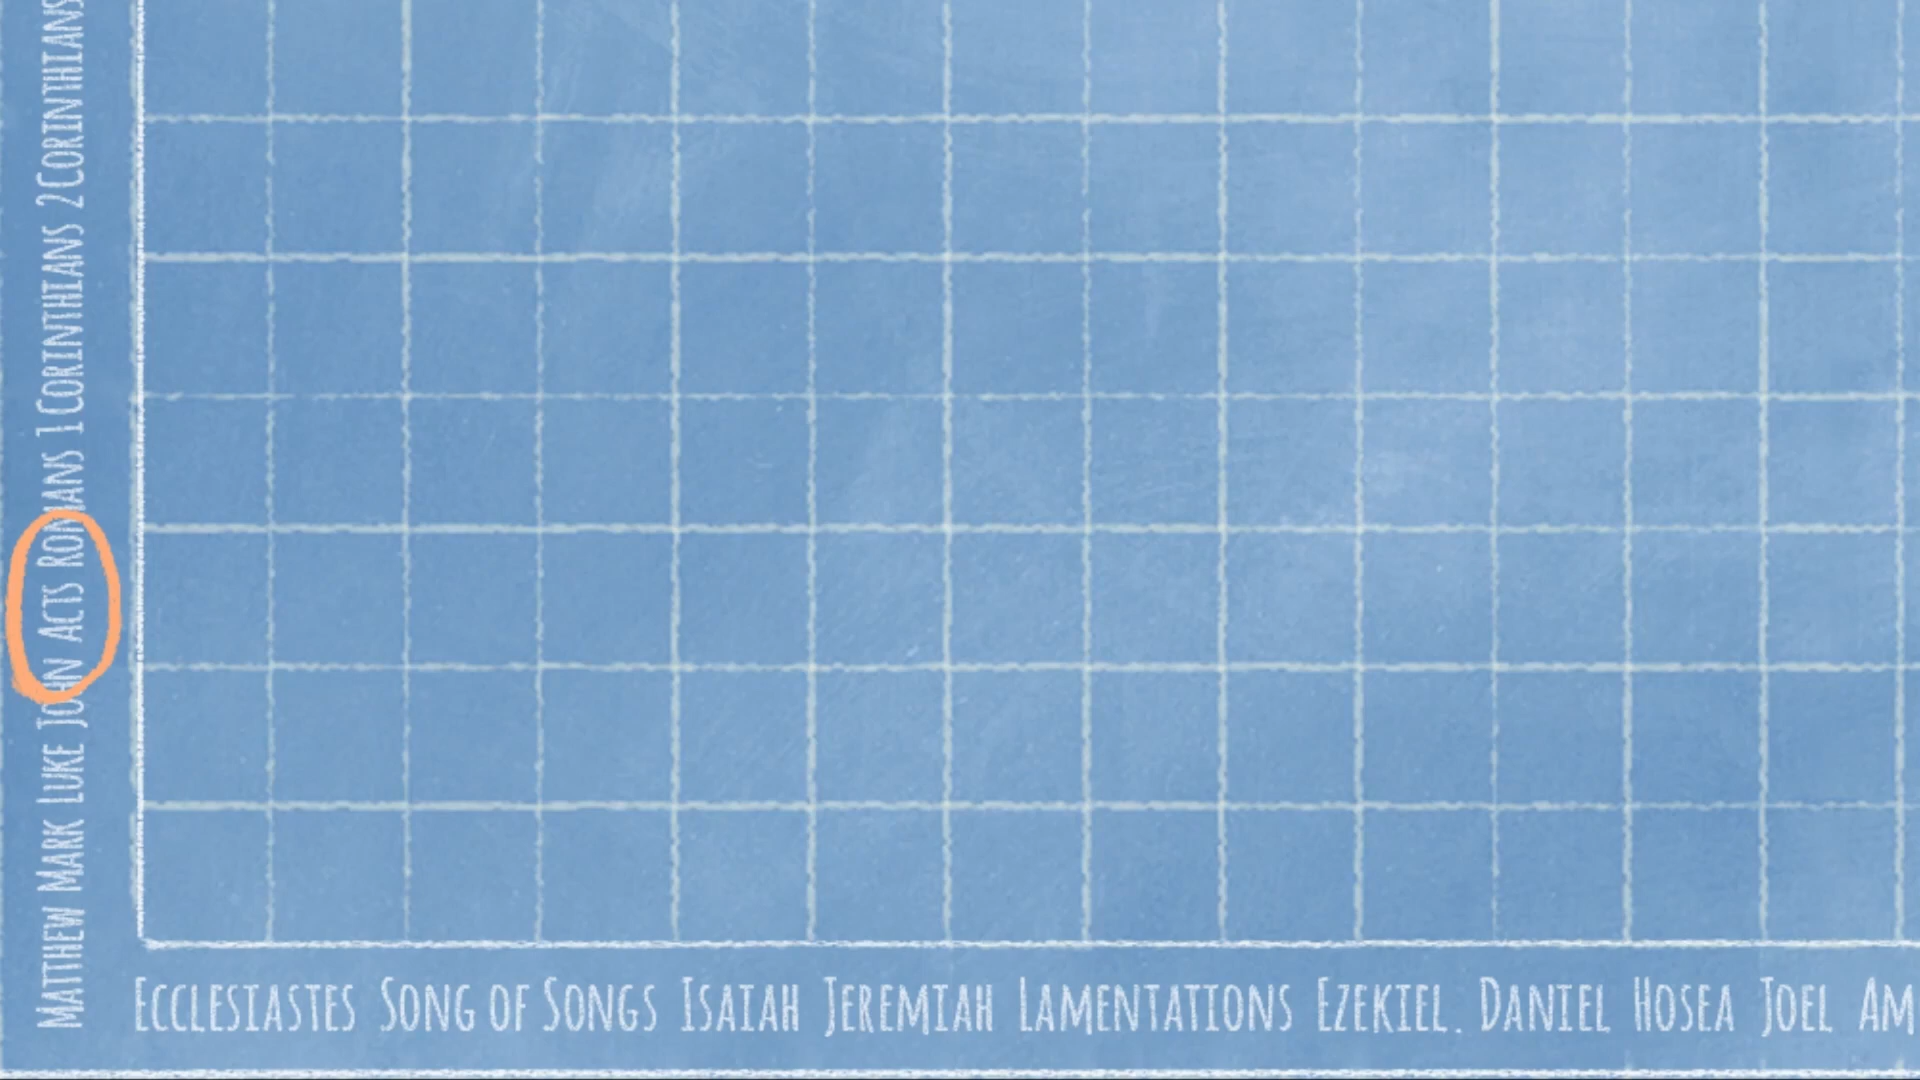 MATTHEW MARK LUKE JOHN ACTS ROMANS 1 CORINTHIANS 2 CORINTHIANS
ECCLESIASTES SONG OF SONGS ISAIAH JEREMIAH LAMENTATIONS EZEKIEL. DANIEL HOSEA JOEL AM